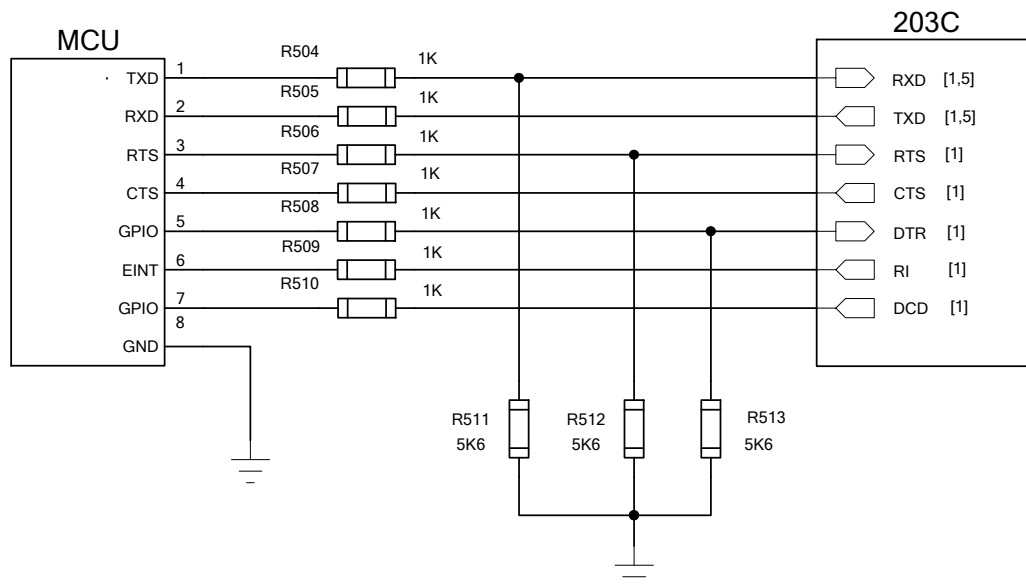 203C
MCU
R504 1K
TXD 1 RXD [1,5]
R505 1K
RXD 2 TXD [1,5]
R506 1K
RTS 3 RTS [1]
R507 1K
CTS 4 CTS [1]
R508 1K
GPIO 5 DTR [1]
R509 1K
EINT 6 RI [1]
R510 1K
GPIO 7 DCD [1]
8
GND
R511 R512 R513
5K6 5K6 5K6